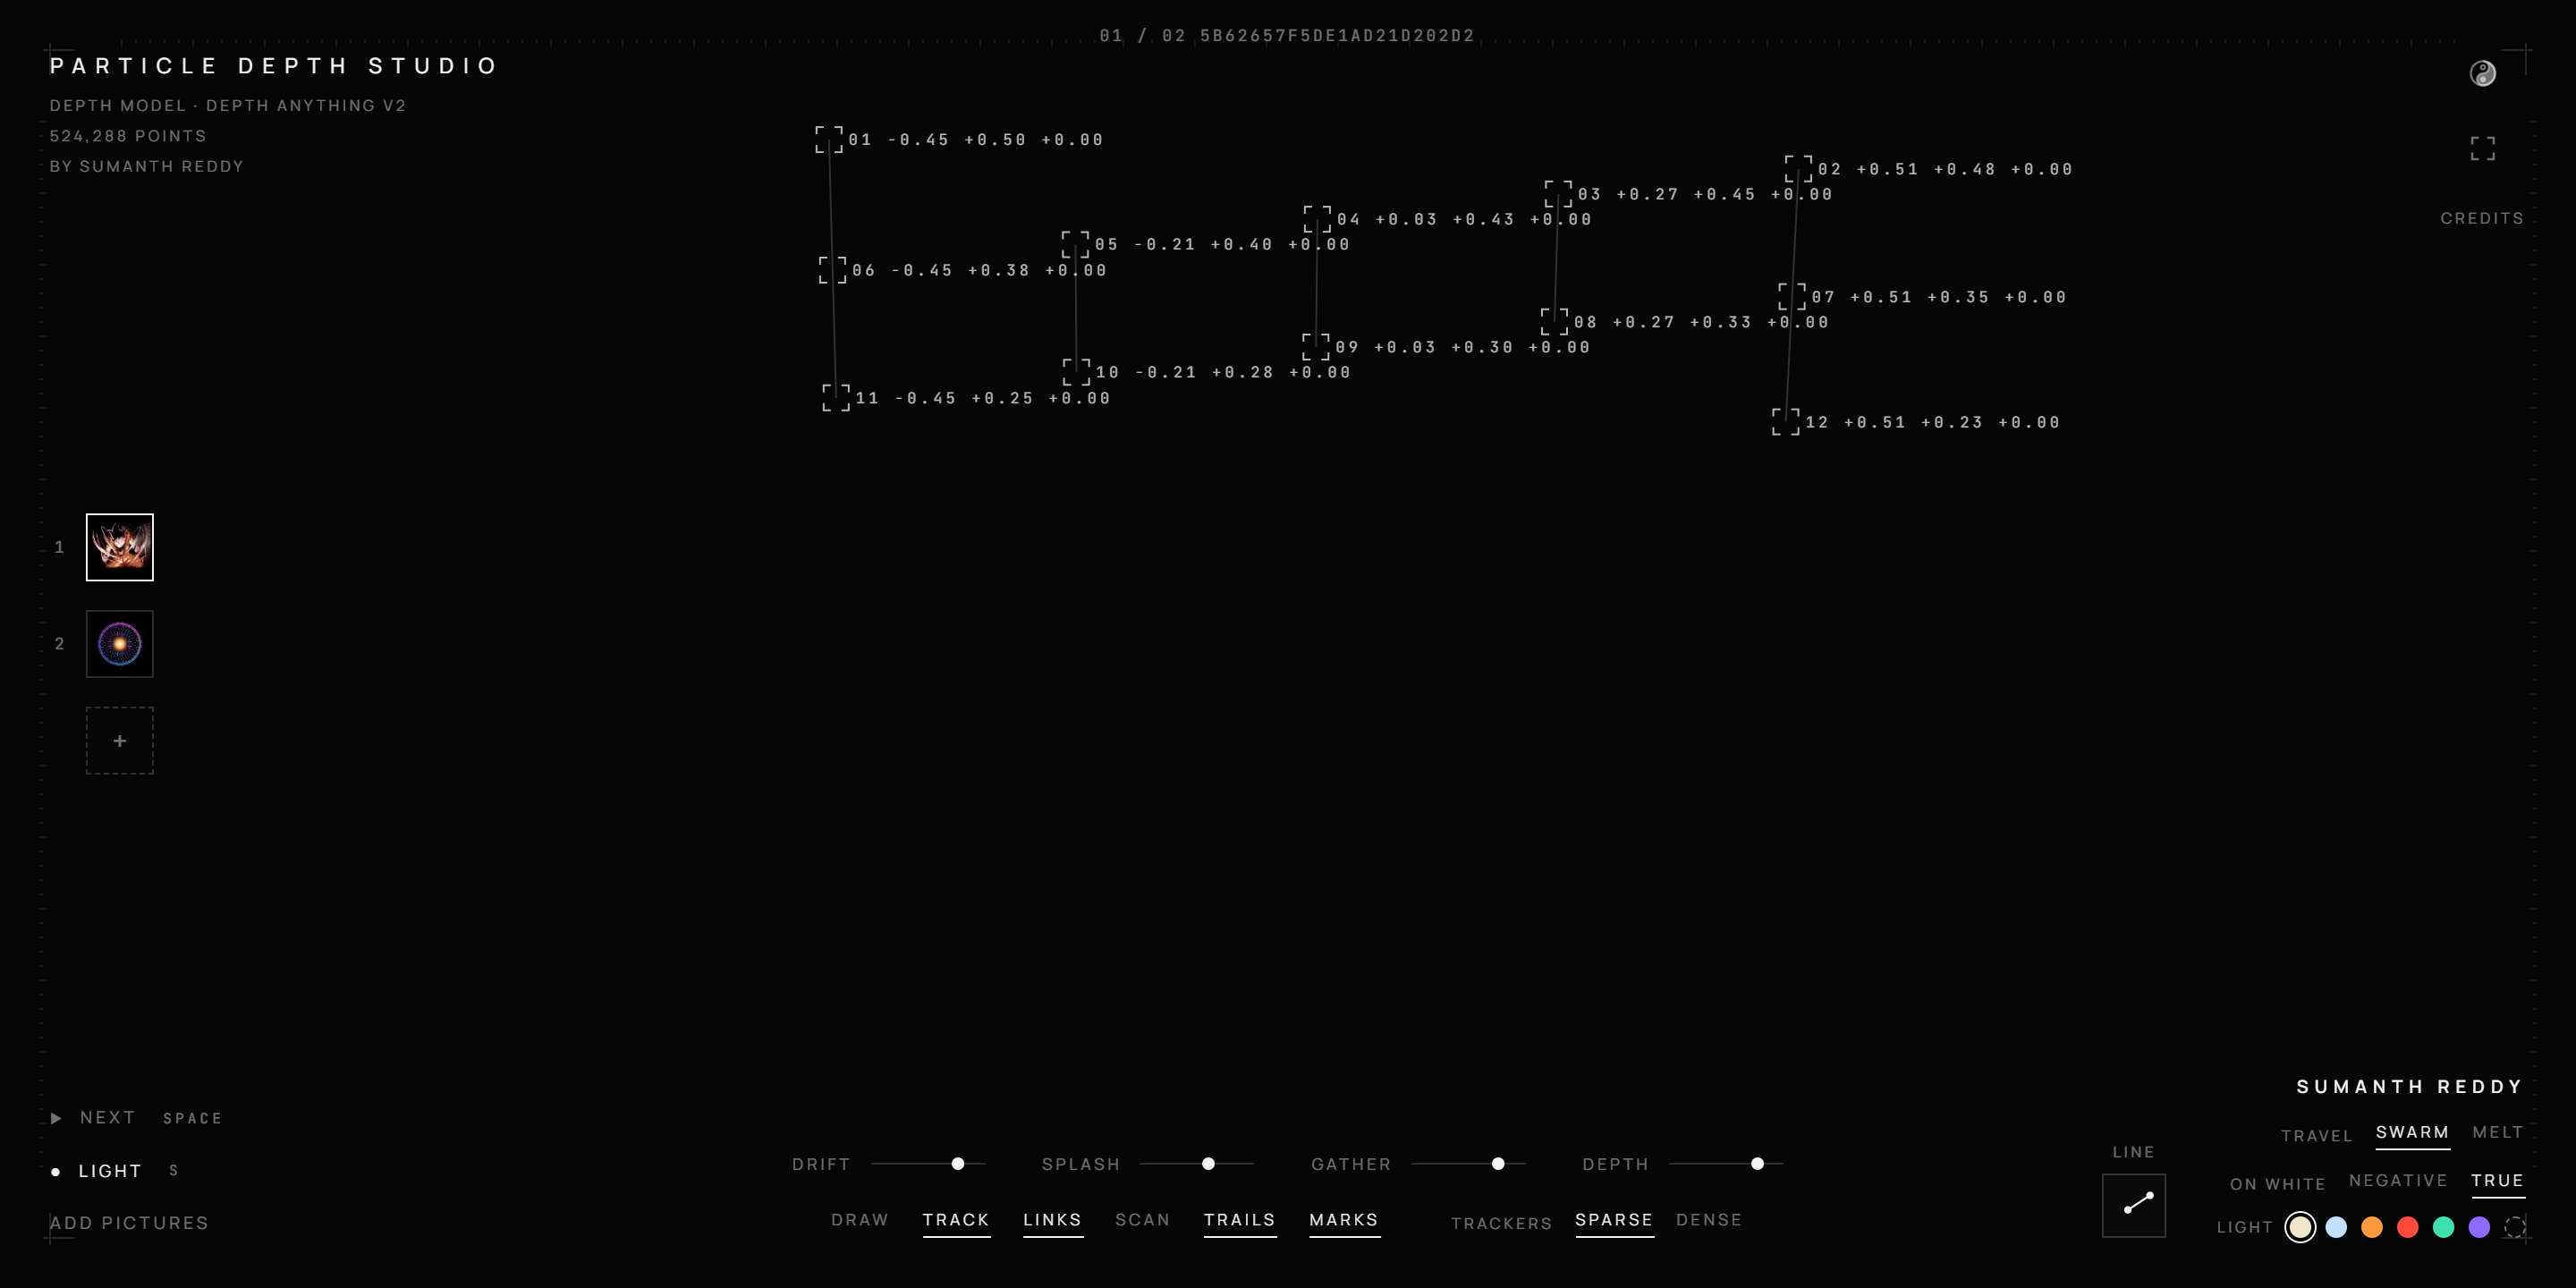 01 / 02 5B62657F5DE1AD21D202D2
PARTICLE DEPTH STUDIO
DEPTH MODEL · DEPTH ANYTHING V2
524,288 POINTS
BY SUMANTH REDDY
CREDITS
01 -0.45 +0.50 +0.00
02 +0.51 +0.48 +0.00
03 +0.27 +0.45 +0.00
04 +0.03 +0.43 +0.00
05 -0.21 +0.40 +0.00
06 -0.45 +0.38 +0.00
07 +0.51 +0.35 +0.00
08 +0.27 +0.33 +0.00
09 +0.03 +0.30 +0.00
10 -0.21 +0.28 +0.00
11 -0.45 +0.25 +0.00
12 +0.51 +0.23 +0.00
1
2
+
NEXT SPACE
LIGHT S
ADD PICTURES
DRIFT SPLASH GATHER DEPTH
DRAW TRACK LINKS SCAN TRAILS MARKS TRACKERS SPARSE DENSE
LINE
SUMANTH REDDY
TRAVEL SWARM MELT
ON WHITE NEGATIVE TRUE
LIGHT